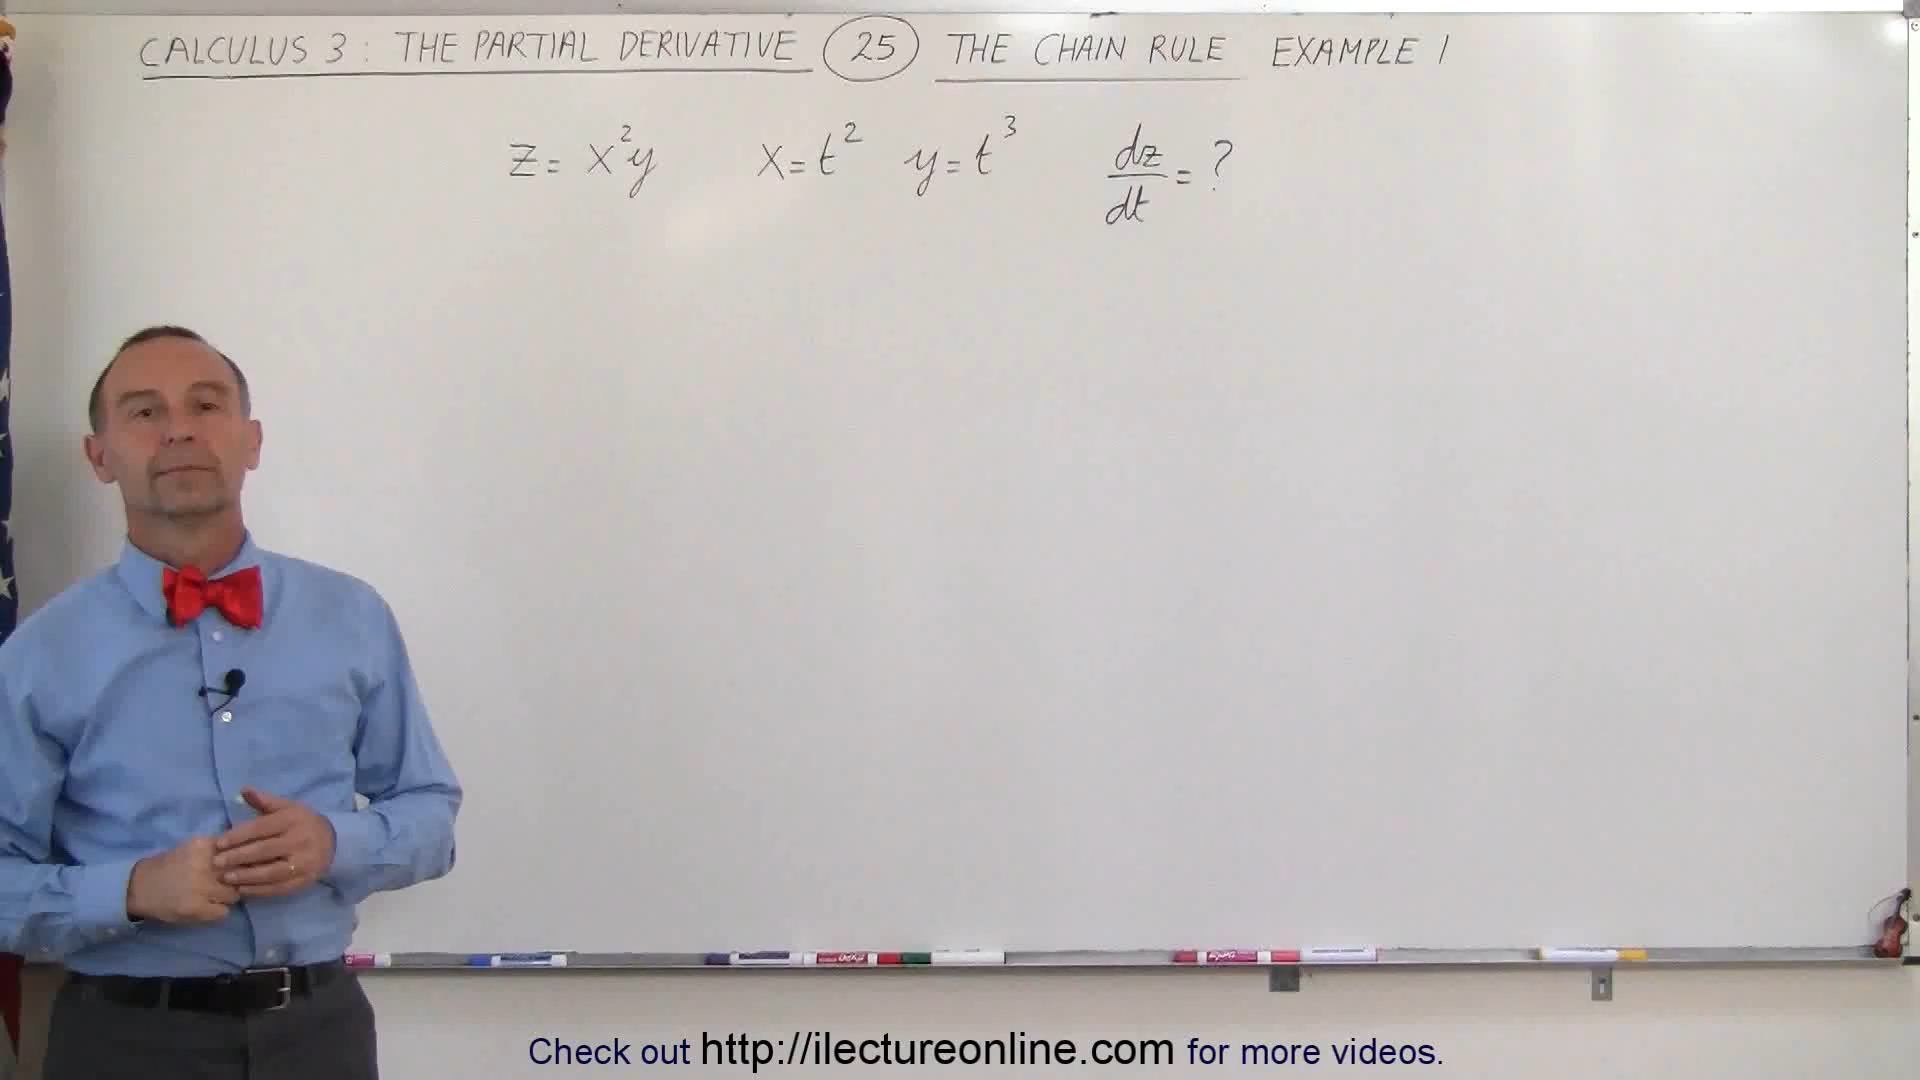 CALCULUS 3: THE PARTIAL DERIVATIVE 25 THE CHAIN RULE EXAMPLE 1
z = x²y x = t² y = t³ dz/dt = ?
EXPO
Check out http://ilectureonline.com for more videos.